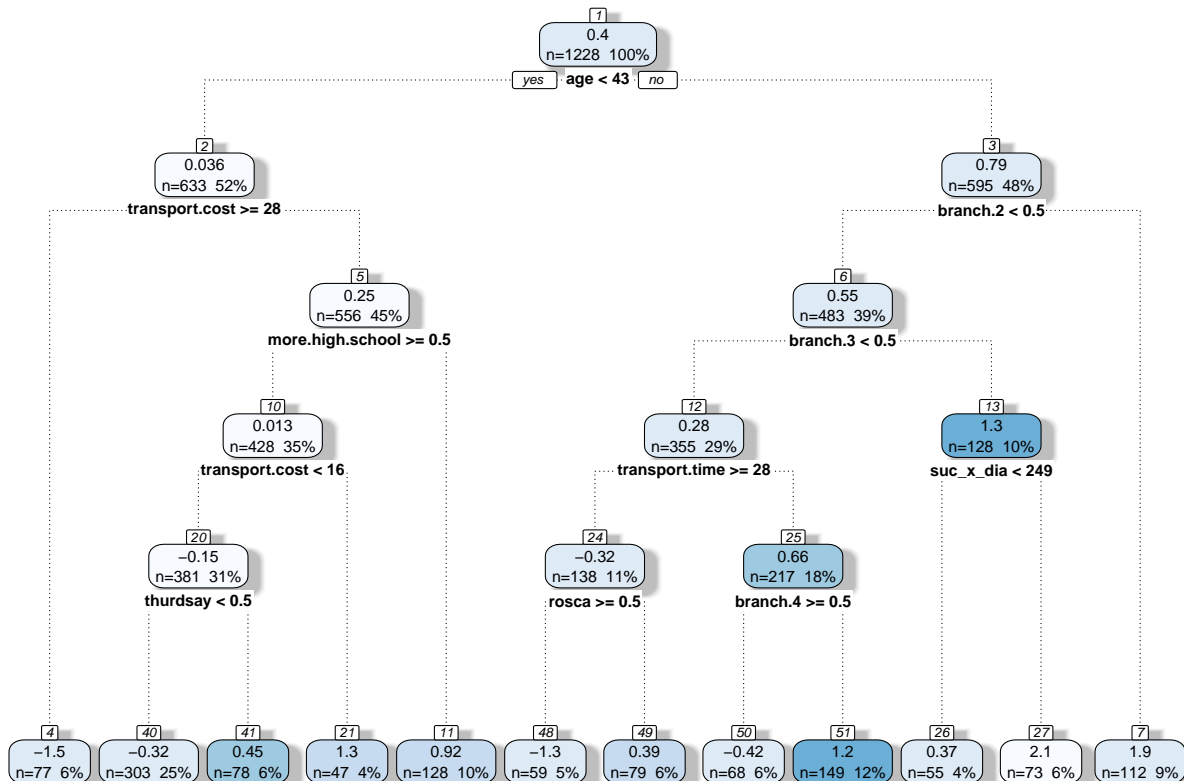 1
0.4
n=1228 100%
yes age < 43 no
2
0.036
n=633 52%
transport.cost >= 28
3
0.79
n=595 48%
branch.2 < 0.5
5
0.25
n=556 45%
more.high.school >= 0.5
6
0.55
n=483 39%
branch.3 < 0.5
10
0.013
n=428 35%
transport.cost < 16
12
0.28
n=355 29%
transport.time >= 28
13
1.3
n=128 10%
suc_x_dia < 249
20
−0.15
n=381 31%
thurdsay < 0.5
24
−0.32
n=138 11%
rosca >= 0.5
25
0.66
n=217 18%
branch.4 >= 0.5
4
−1.5
n=77 6%
40
−0.32
n=303 25%
41
0.45
n=78 6%
21
1.3
n=47 4%
11
0.92
n=128 10%
48
−1.3
n=59 5%
49
0.39
n=79 6%
50
−0.42
n=68 6%
51
1.2
n=149 12%
26
0.37
n=55 4%
27
2.1
n=73 6%
7
1.9
n=112 9%